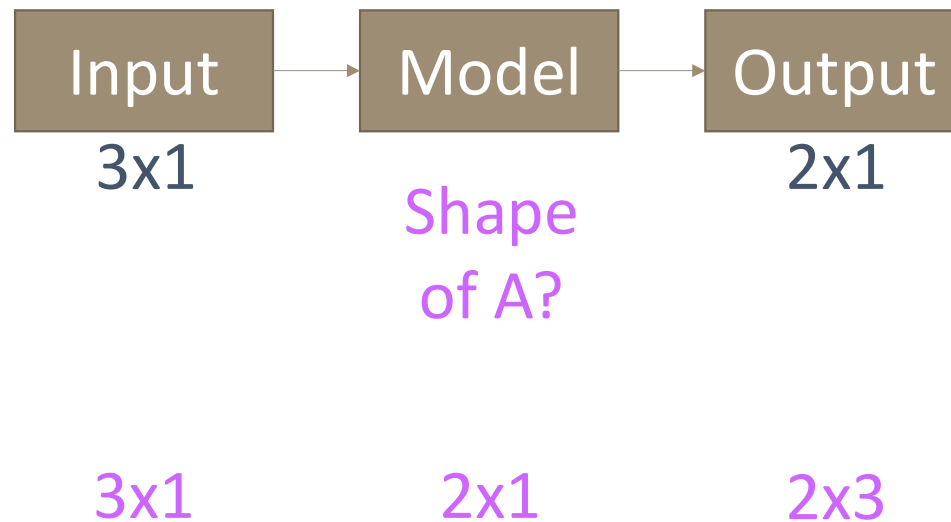 Input Model Output
3x1 2x1
Shape
of A?
3x1 2x1 2x3